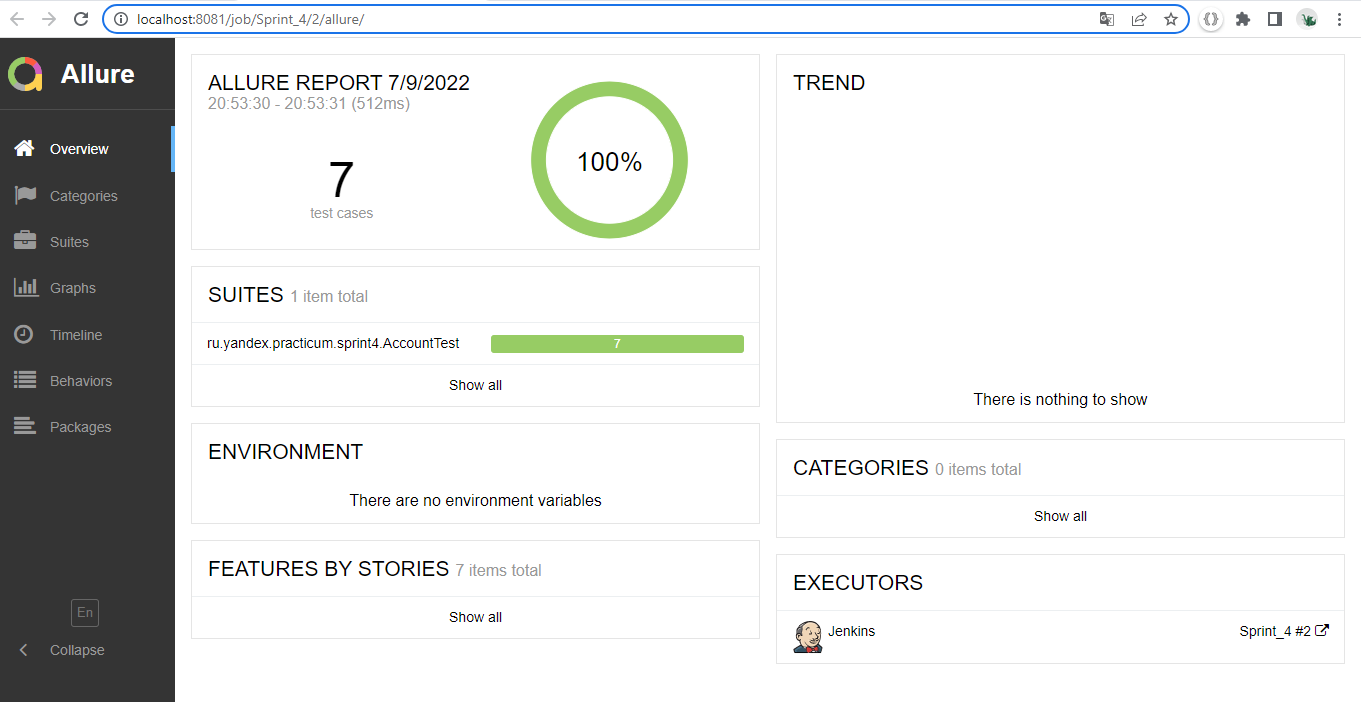 localhost:8081/job/Sprint_4/2/allure/
Allure
Overview
Categories
Suites
Graphs
Timeline
Behaviors
Packages
En
Collapse
ALLURE REPORT 7/9/2022
20:53:30 - 20:53:31 (512ms)
7
test cases
100%
SUITES 1 item total
ru.yandex.practicum.sprint4.AccountTest 7
Show all
ENVIRONMENT
There are no environment variables
FEATURES BY STORIES 7 items total
Show all
TREND
There is nothing to show
CATEGORIES 0 items total
Show all
EXECUTORS
Jenkins Sprint_4 #2